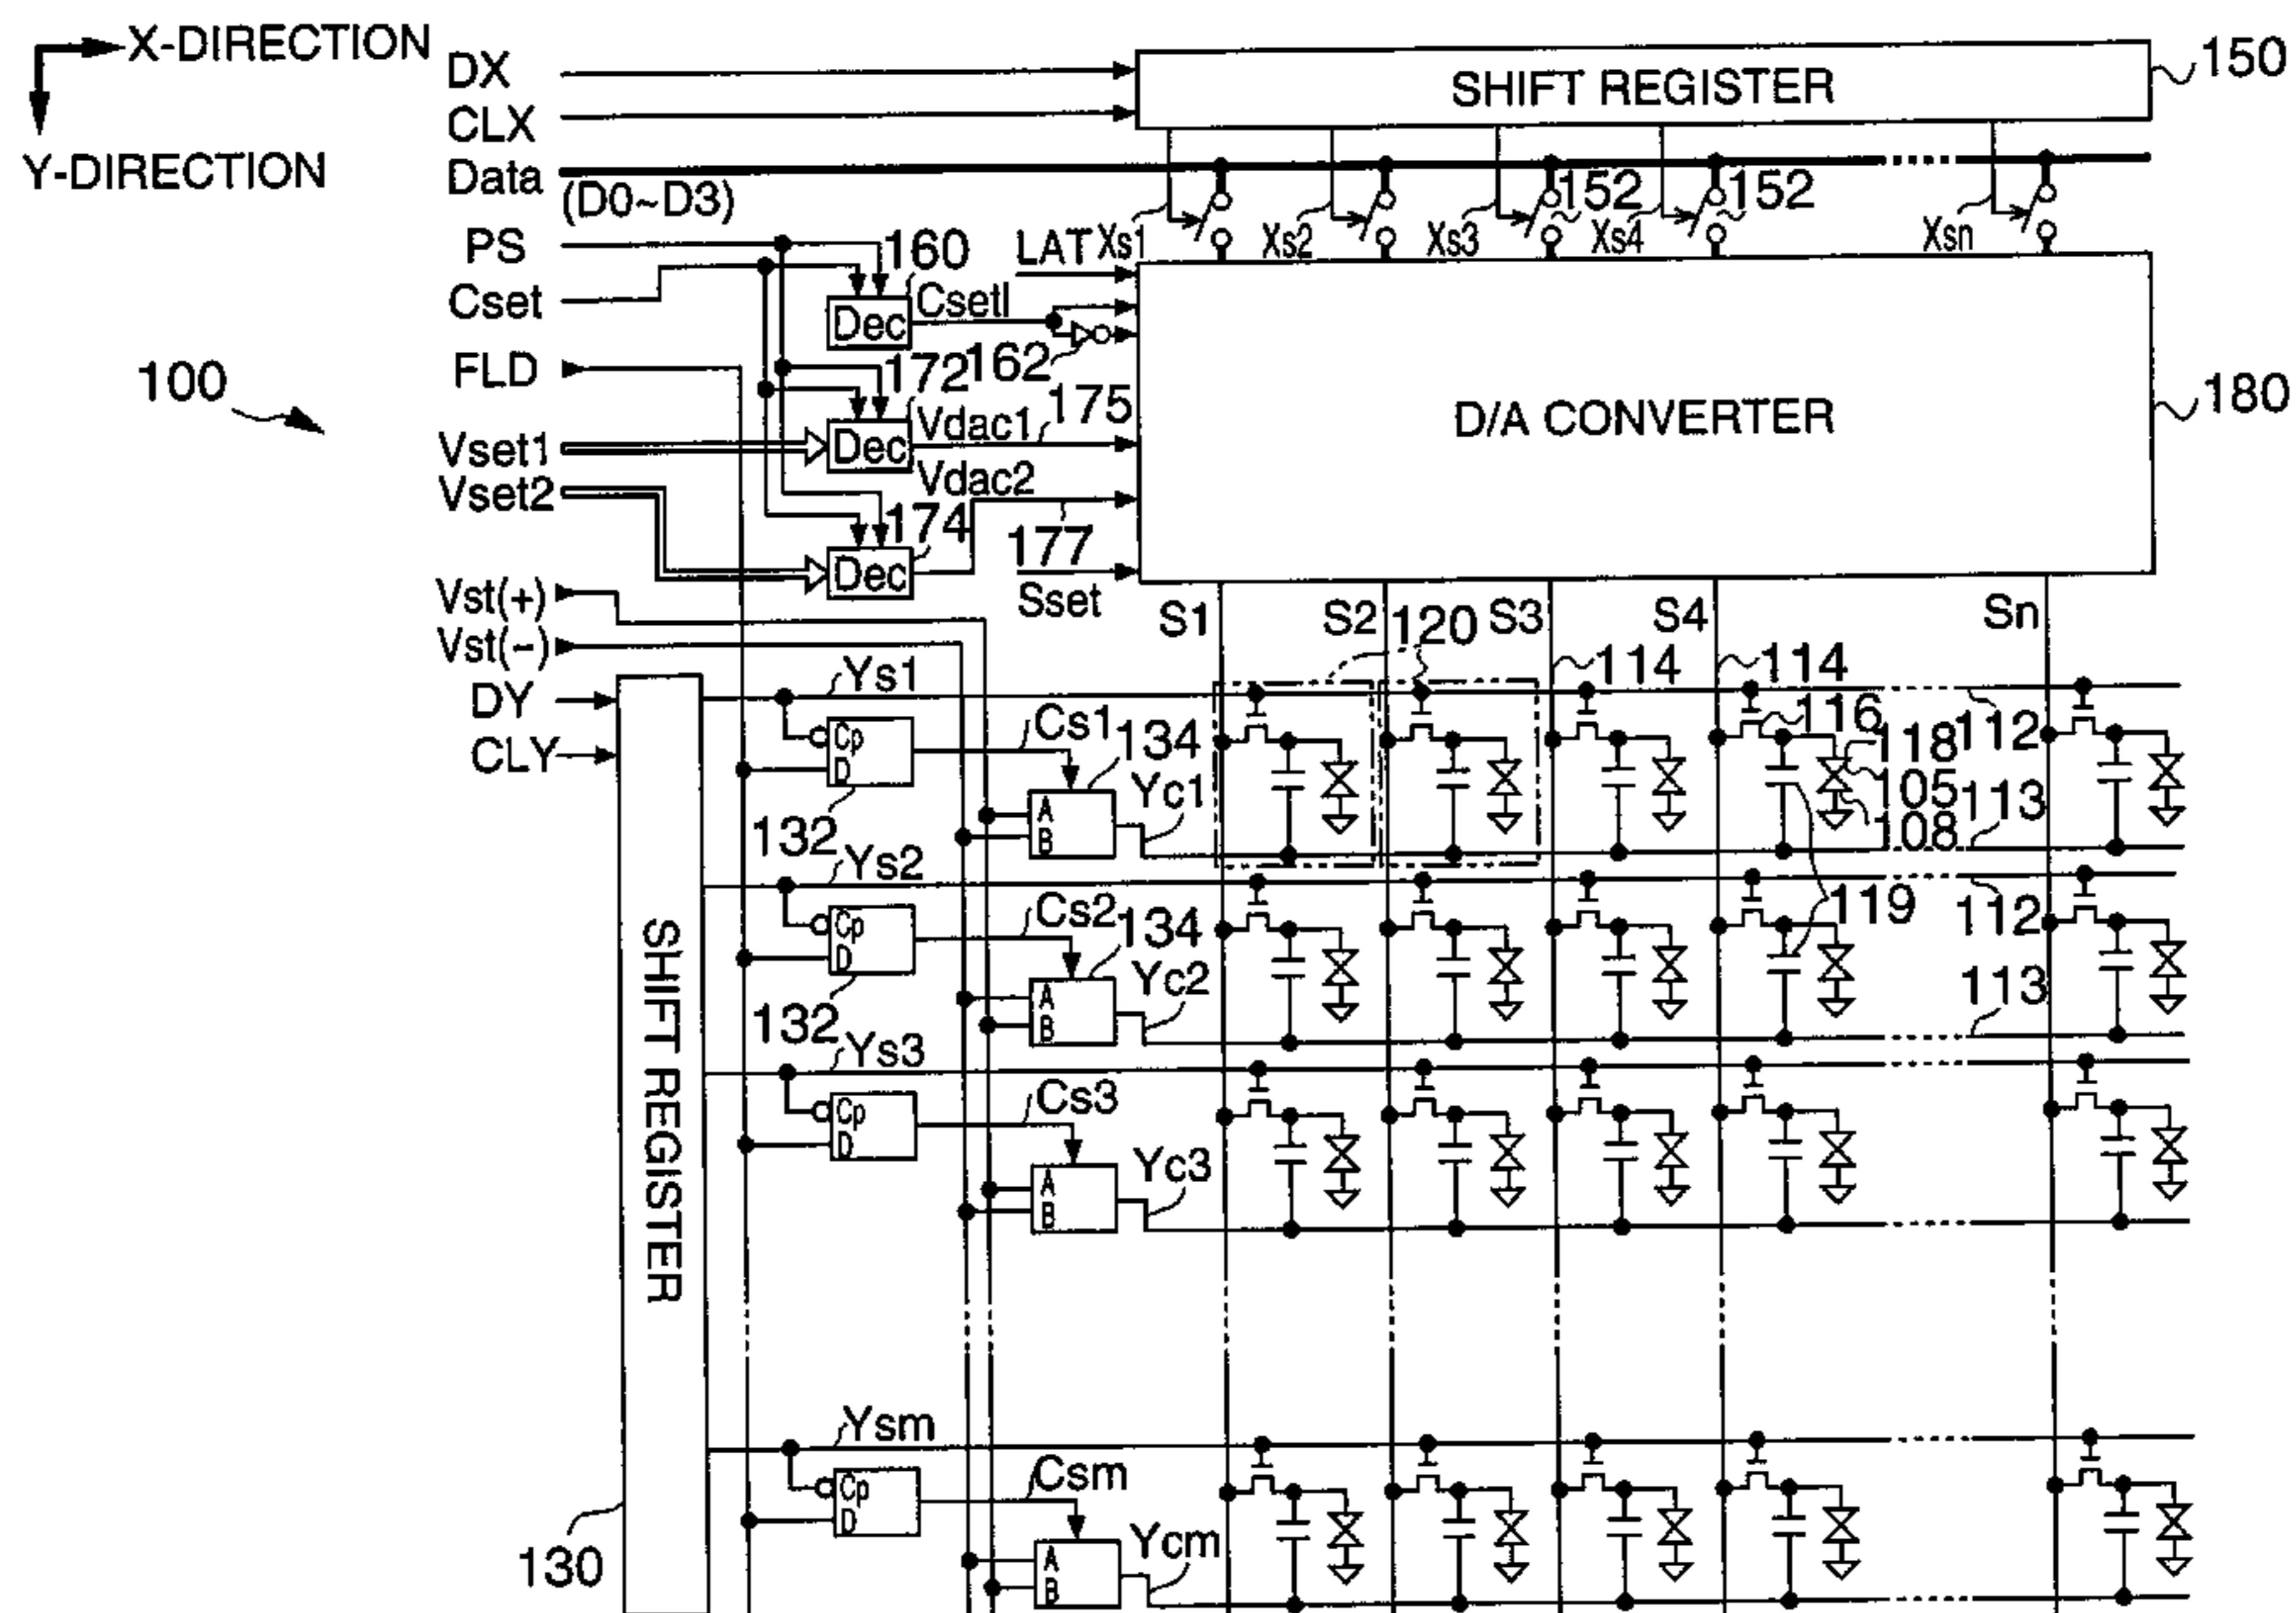 X-DIRECTION
Y-DIRECTION
DX
CLX
Data
(D0~D3)
SHIFT REGISTER
150
152
152
Xs1
Xs2
Xs3
Xs4
Xsn
PS
Cset
FLD
Vset1
Vset2
Vst(+)
Vst(−)
DY
CLY
100
160
Dec
CsetI
LAT
162
172
Dec
Vdac1
175
174
Dec
Vdac2
177
Sset
D/A CONVERTER
180
S1
S2
S3
S4
Sn
120
114
114
116
118
105
108
112
113
119
Ys1
Cp
D
Cs1
134
A
B
Yc1
132
Ys2
Cp
D
Cs2
134
A
B
Yc2
112
113
132
Ys3
Cp
D
Cs3
A
B
Yc3
SHIFT REGISTER
130
Ysm
Cp
D
Csm
A
B
Ycm